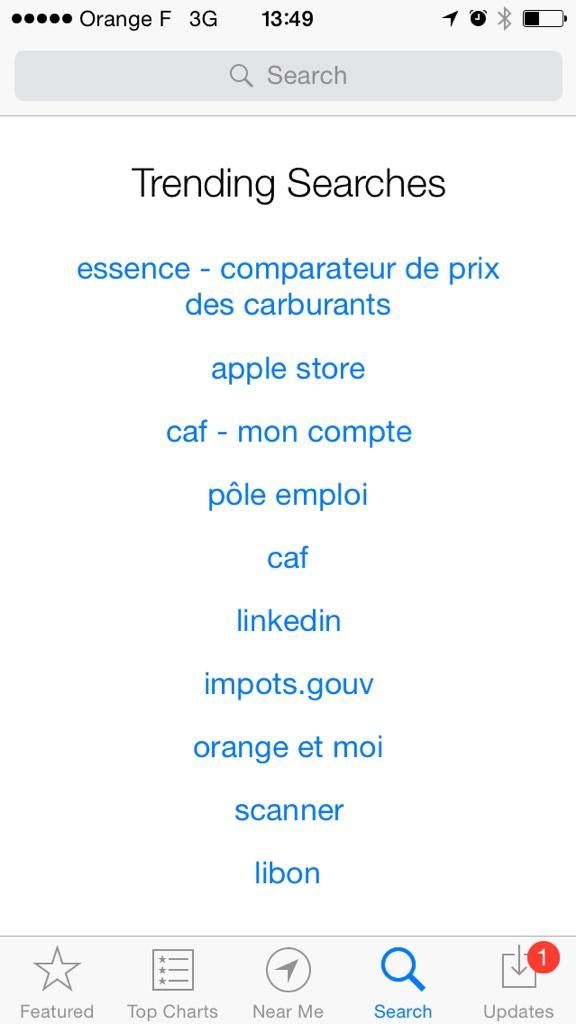 Orange F 3G 13:49
Search
Trending Searches
essence - comparateur de prix
des carburants
apple store
caf - mon compte
pôle emploi
caf
linkedin
impots.gouv
orange et moi
scanner
libon
1
Featured Top Charts Near Me Search Updates